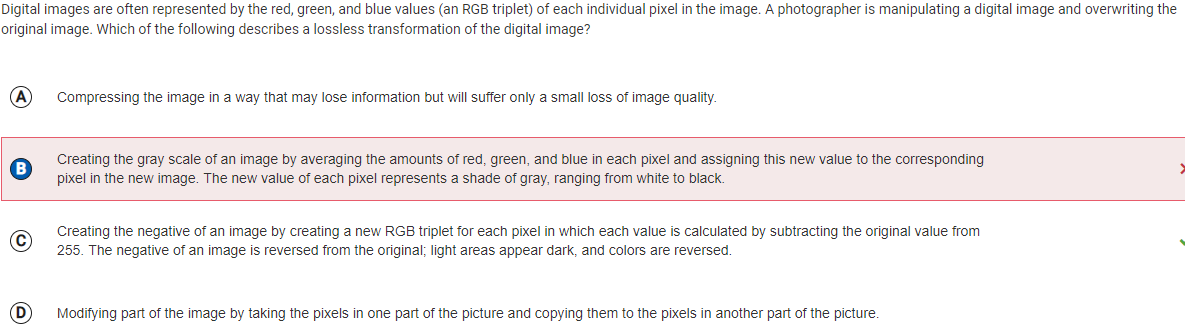 Digital images are often represented by the red, green, and blue values (an RGB triplet) of each individual pixel in the image. A photographer is manipulating a digital image and overwriting the
original image. Which of the following describes a lossless transformation of the digital image?
A Compressing the image in a way that may lose information but will suffer only a small loss of image quality.
B Creating the gray scale of an image by averaging the amounts of red, green, and blue in each pixel and assigning this new value to the corresponding
pixel in the new image. The new value of each pixel represents a shade of gray, ranging from white to black.
C Creating the negative of an image by creating a new RGB triplet for each pixel in which each value is calculated by subtracting the original value from
255. The negative of an image is reversed from the original; light areas appear dark, and colors are reversed.
D Modifying part of the image by taking the pixels in one part of the picture and copying them to the pixels in another part of the picture.